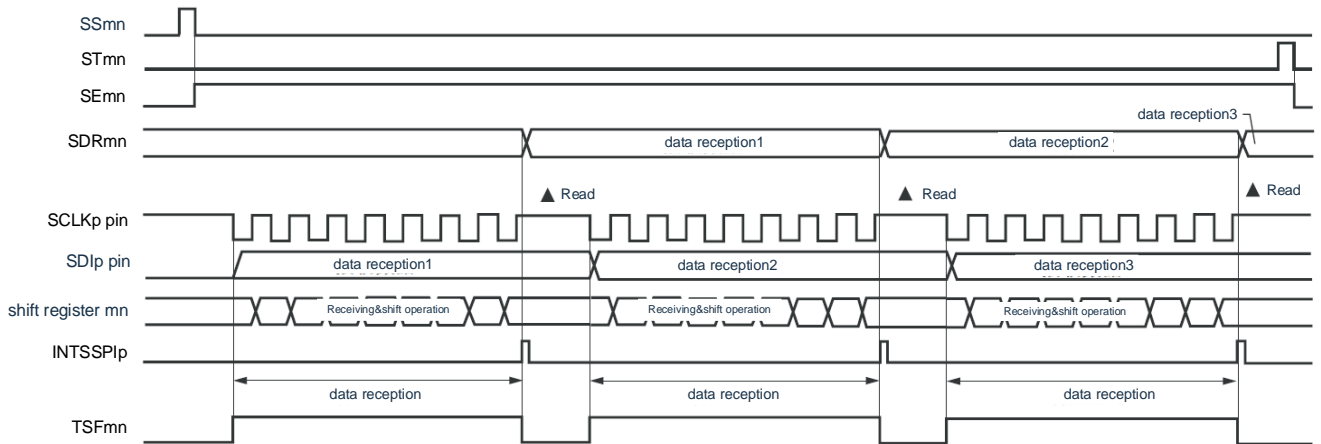 SSmn
STmn
SEmn
data reception3
SDRmn
data reception1
data reception2
▲ Read
▲ Read
▲ Read
SCLKp pin
SDIp pin
data reception1
data reception2
data reception3
shift register mn
Receiving&shift operation
Receiving&shift operation
Receiving&shift operation
INTSSPIp
data reception
data reception
data reception
TSFmn